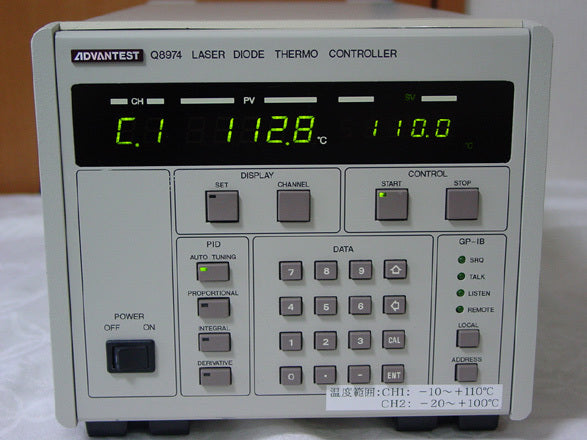 ADVANTEST Q8974 LASER DIODE THERMO CONTROLLER
CH PV SV
C.1 112.8 °C 110.0 °C
DISPLAY CONTROL
SET CHANNEL START STOP
PID DATA GP-IB
AUTO TUNING 7 8 9 SRQ
TALK
PROPORTIONAL 4 5 6 LISTEN
REMOTE
POWER INTEGRAL 1 2 3 CAL LOCAL
OFF ON
DERIVATIVE 0 . - ENT ADDRESS
温度範囲:CH1: -10~+110℃
CH2: -20~+100℃